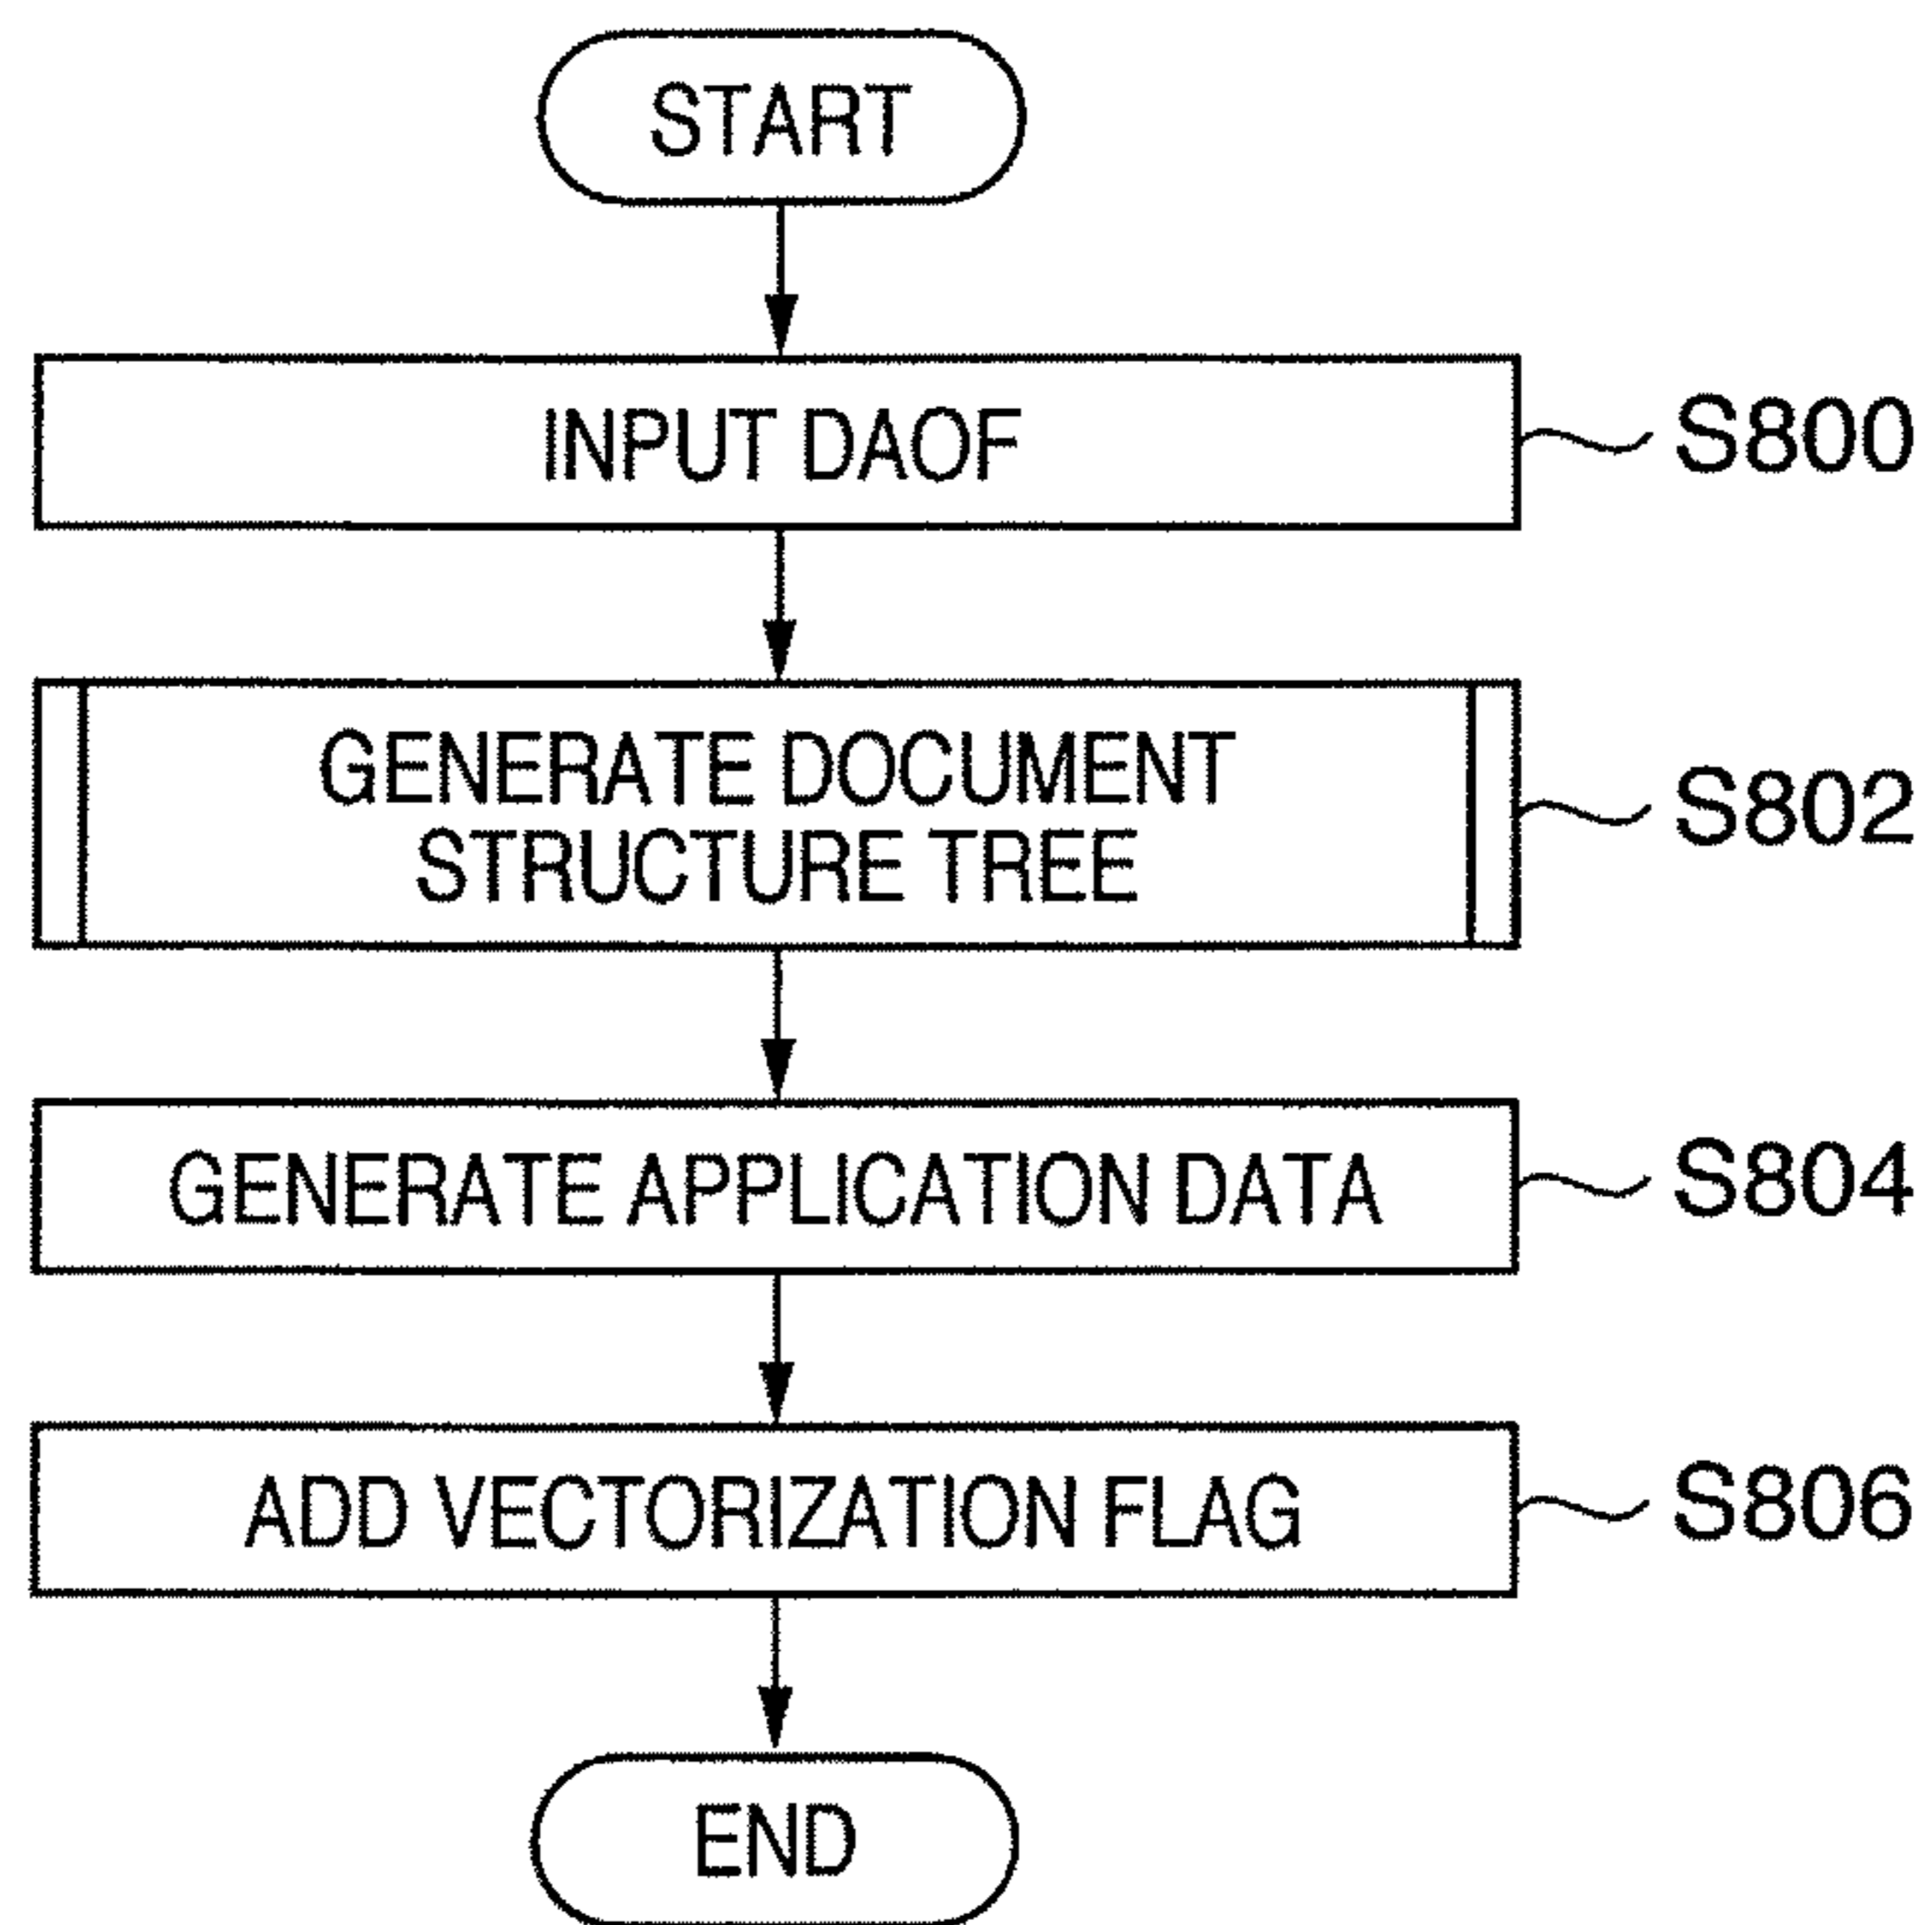 START
INPUT DAOF
S800
GENERATE DOCUMENT
STRUCTURE TREE
S802
GENERATE APPLICATION DATA
S804
ADD VECTORIZATION FLAG
S806
END